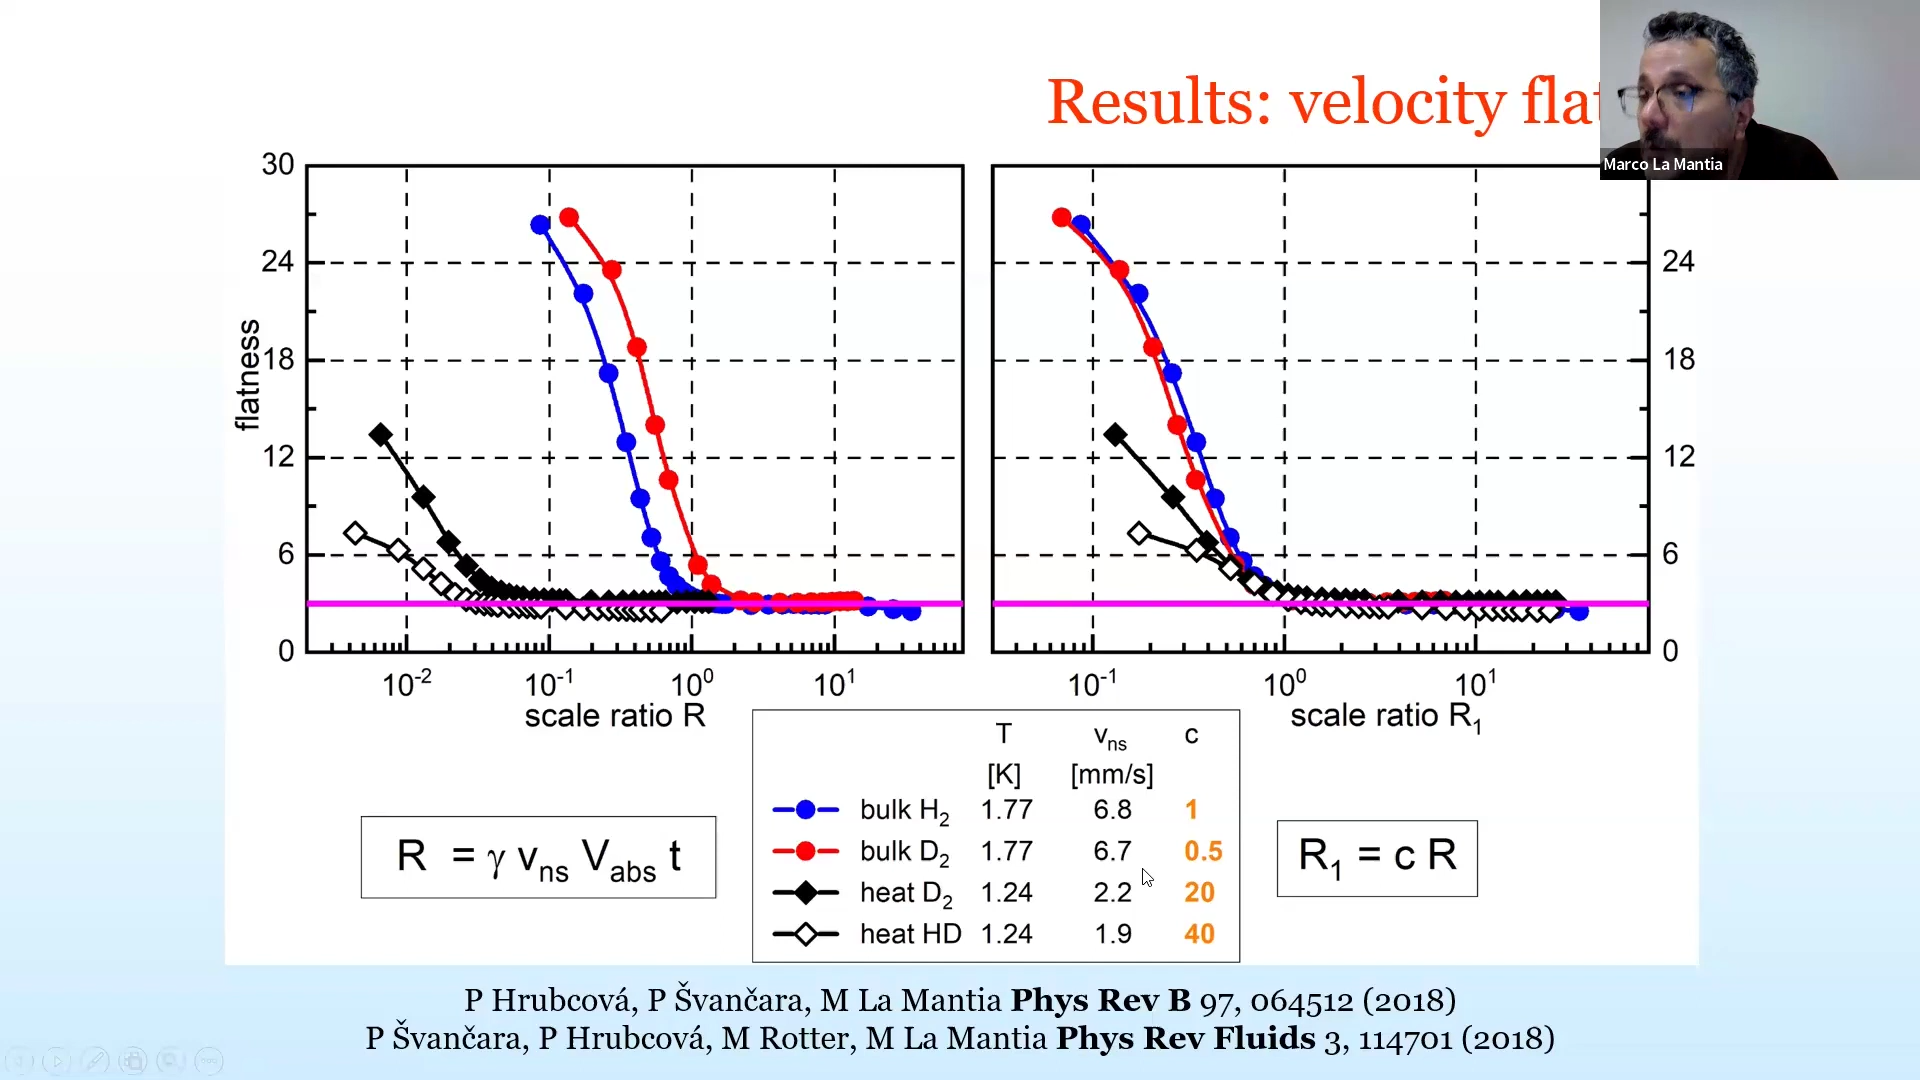 Results: velocity flat
Marco La Mantia
30
24
18
12
6
0
flatness
10-2
10-1
100
101
scale ratio R
24
18
12
6
0
10-1
100
101
scale ratio R1
T
vns
c
[K]
[mm/s]
bulk H2 1.77 6.8 1
bulk D2 1.77 6.7 0.5
heat D2 1.24 2.2 20
heat HD 1.24 1.9 40
R = γ vns Vabs t
R1 = c R
P Hrubcová, P Švančara, M La Mantia Phys Rev B 97, 064512 (2018)
P Švančara, P Hrubcová, M Rotter, M La Mantia Phys Rev Fluids 3, 114701 (2018)